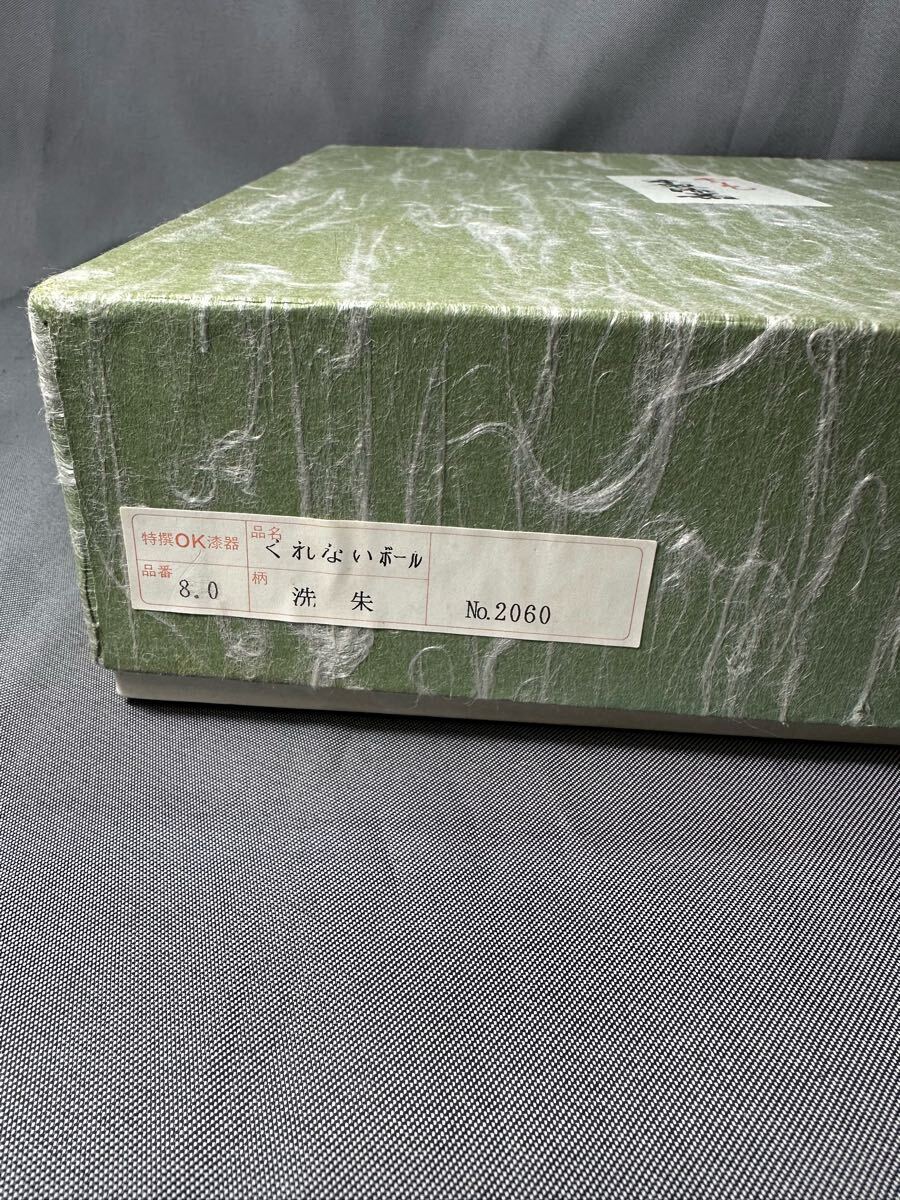 特撰OK漆器
品番
8.0
品名
くれないボール
柄
洗朱
No.2060